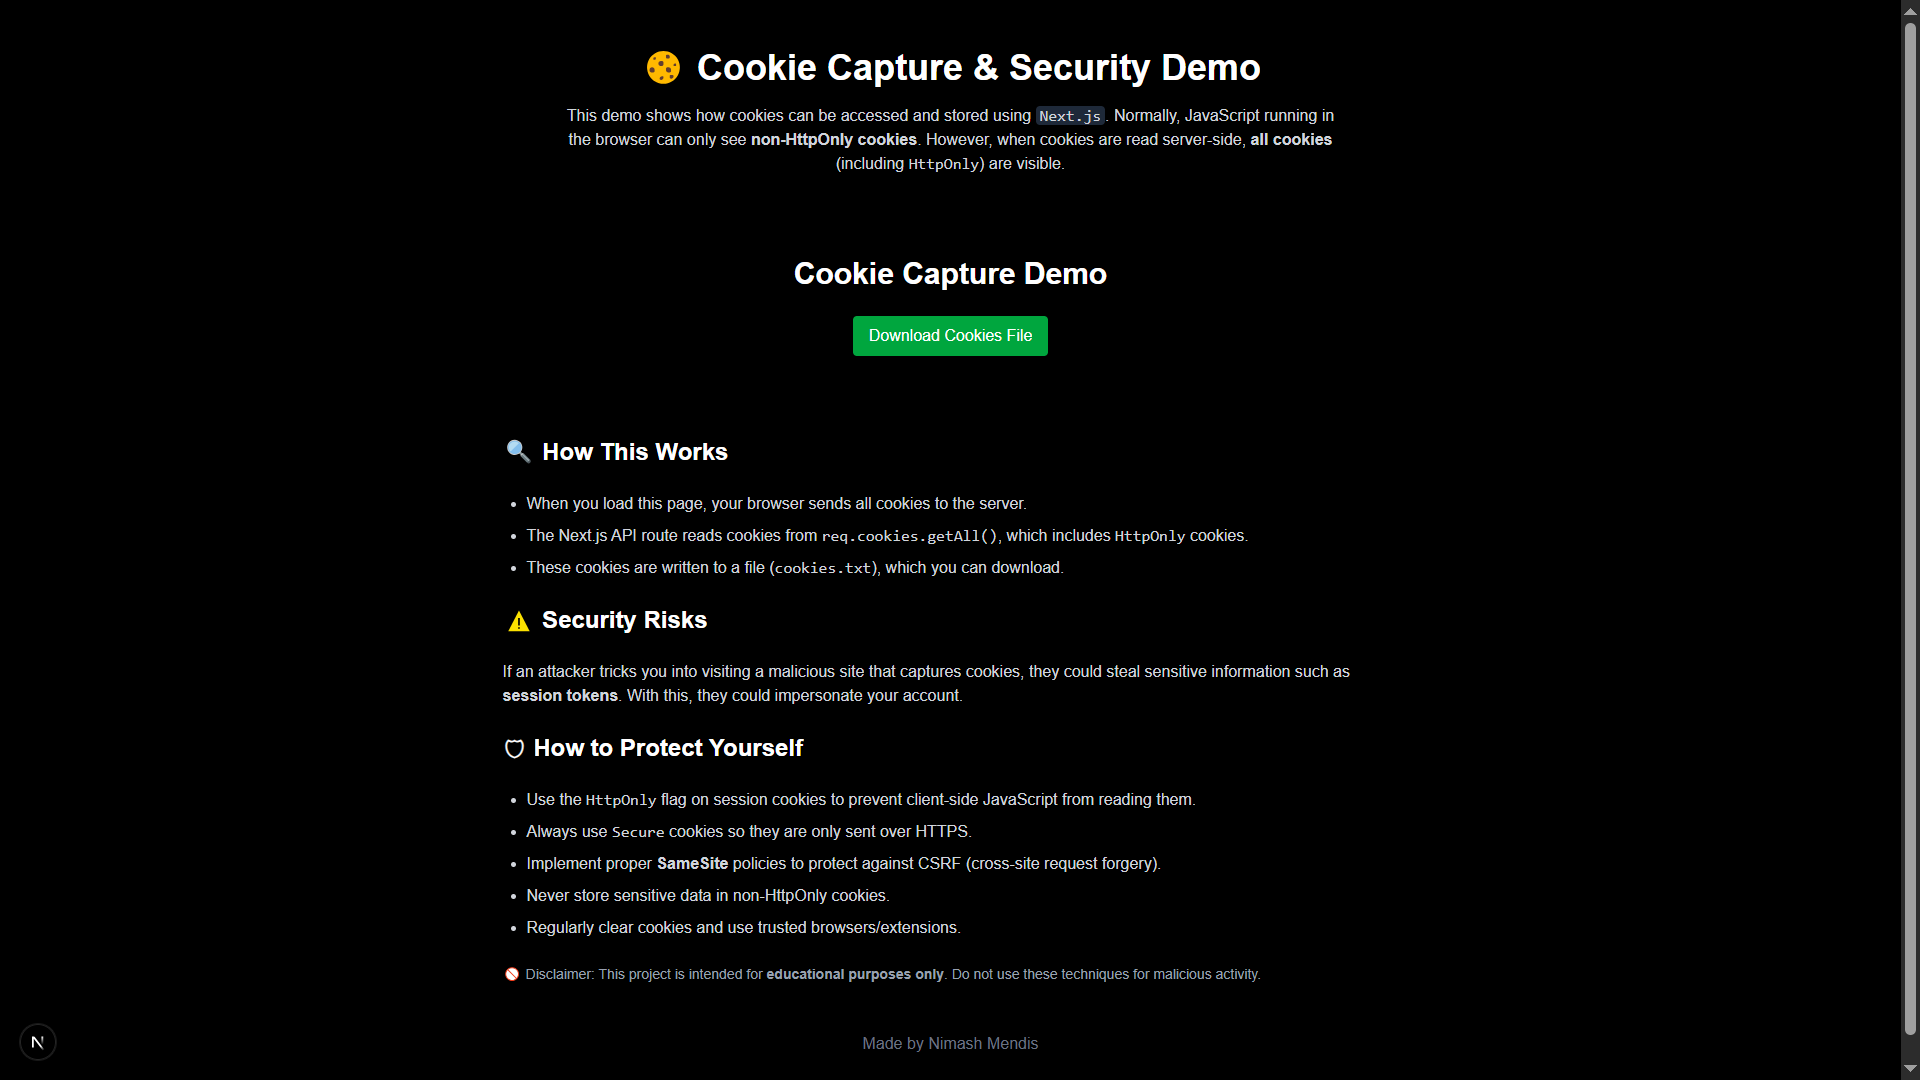 🍪 Cookie Capture & Security Demo
This demo shows how cookies can be accessed and stored using Next.js. Normally, JavaScript running in
the browser can only see non-HttpOnly cookies. However, when cookies are read server-side, all cookies
(including HttpOnly) are visible.
Cookie Capture Demo
Download Cookies File
🔍 How This Works
• When you load this page, your browser sends all cookies to the server.
• The Next.js API route reads cookies from req.cookies.getAll(), which includes HttpOnly cookies.
• These cookies are written to a file (cookies.txt), which you can download.
⚠️ Security Risks
If an attacker tricks you into visiting a malicious site that captures cookies, they could steal sensitive information such as
session tokens. With this, they could impersonate your account.
🛡 How to Protect Yourself
• Use the HttpOnly flag on session cookies to prevent client-side JavaScript from reading them.
• Always use Secure cookies so they are only sent over HTTPS.
• Implement proper SameSite policies to protect against CSRF (cross-site request forgery).
• Never store sensitive data in non-HttpOnly cookies.
• Regularly clear cookies and use trusted browsers/extensions.
🚫 Disclaimer: This project is intended for educational purposes only. Do not use these techniques for malicious activity.
N
Made by Nimash Mendis